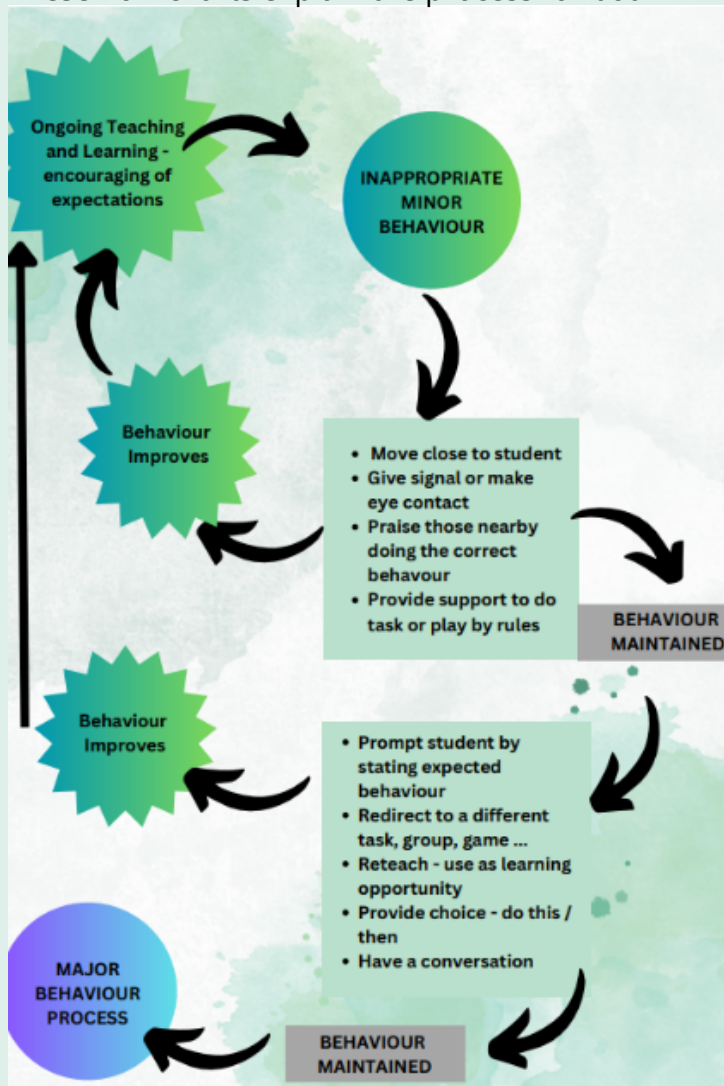 Ongoing Teaching
and Learning -
encouraging of
expectations
INAPPROPRIATE
MINOR
BEHAVIOUR
Behaviour
Improves
• Move close to student
• Give signal or make
eye contact
• Praise those nearby
doing the correct
behavour
• Provide support to do
task or play by rules
BEHAVIOUR
MAINTAINED
Behaviour
Improves
• Prompt student by
stating expected
behaviour
• Redirect to a different
task, group, game ...
• Reteach - use as learning
opportunity
• Provide choice - do this /
then
• Have a conversation
MAJOR
BEHAVIOUR
PROCESS
BEHAVIOUR
MAINTAINED